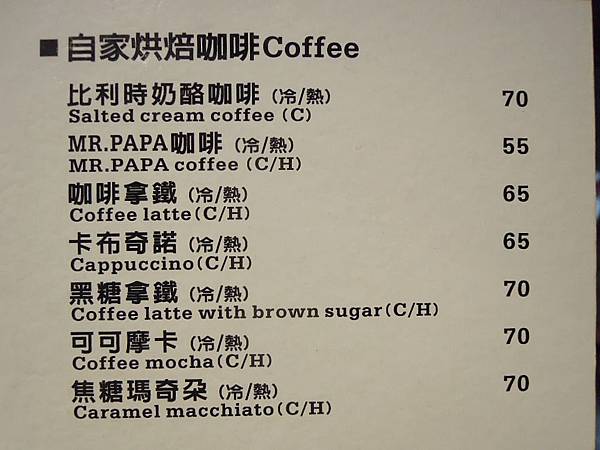 ■自家烘焙咖啡Coffee
比利時奶酪咖啡（冷/熱） 70
Salted cream coffee (C)
MR.PAPA咖啡（冷/熱） 55
MR.PAPA coffee (C/H)
咖啡拿鐵（冷/熱） 65
Coffee latte(C/H)
卡布奇諾（冷/熱） 65
Cappuccino(C/H)
黑糖拿鐵（冷/熱） 70
Coffee latte with brown sugar(C/H)
可可摩卡（冷/熱） 70
Coffee mocha(C/H)
焦糖瑪奇朵（冷/熱） 70
Caramel macchiato(C/H)